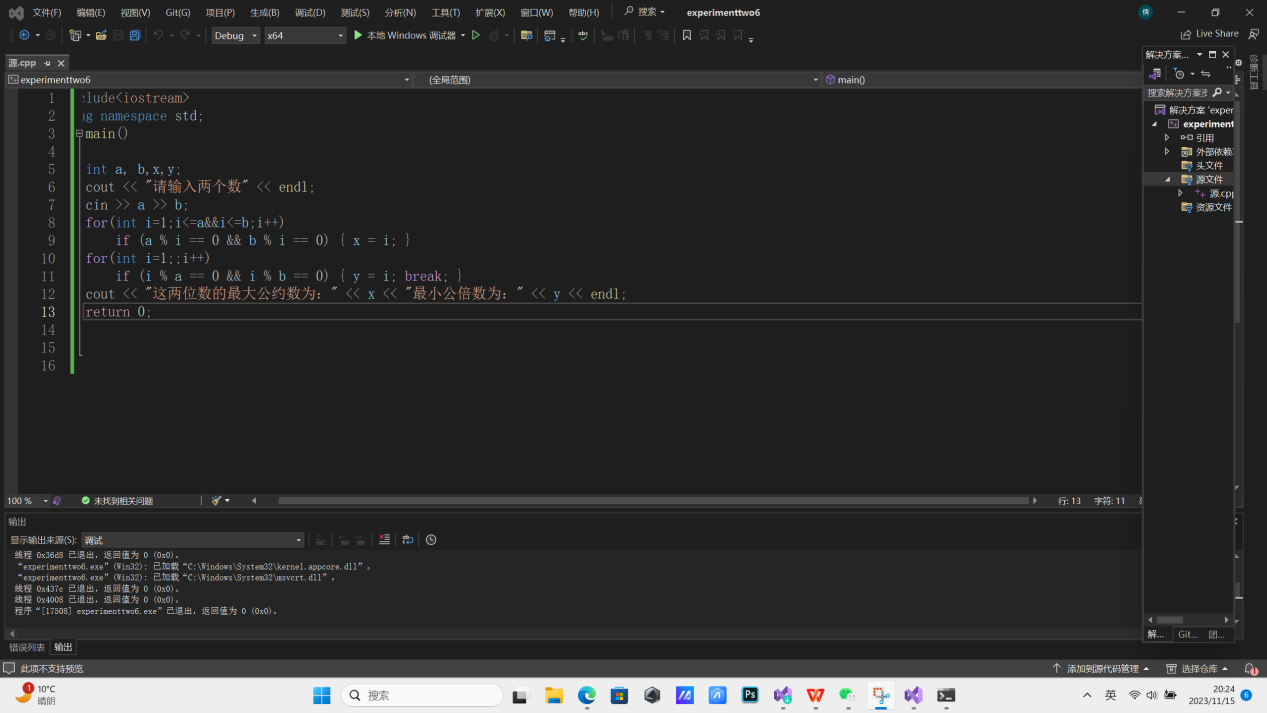 文件(F) 编辑(E) 视图(V) Git(G) 项目(P) 生成(B) 调试(D) 测试(S) 分析(N) 工具(T) 扩展(X) 窗口(W) 帮助(H) 搜索 experimenttwo6
Debug x64 本地 Windows 调试器 Live Share
源.cpp
experimenttwo6 (全局范围) main()
1 lude<iostream>
2 g namespace std;
3 main()
4
5 int a, b,x,y;
6 cout << "请输入两个数" << endl;
7 cin >> a >> b;
8 for(int i=1;i<=a&&i<=b;i++)
9 if (a % i == 0 && b % i == 0) { x = i; }
10 for(int i=1;;i++)
11 if (i % a == 0 && i % b == 0) { y = i; break; }
12 cout << "这两位数的最大公约数为：" << x << "最小公倍数为：" << y << endl;
13 return 0;
14
15
16
解决方案...
搜索解决方案资
解决方案 'exper
experiment
引用
外部依赖
头文件
源文件
源.cpp
资源文件
解... Git... 团...
诊断工具
100 % 未找到相关问题 行: 13 字符: 11
输出
显示输出来源(S): 调试
线程 0x36d8 已退出，返回值为 0 (0x0)。
“experimenttwo6.exe”(Win32): 已加载“C:\Windows\System32\kernel.appcore.dll”。
“experimenttwo6.exe”(Win32): 已加载“C:\Windows\System32\msvcrt.dll”。
线程 0x437c 已退出，返回值为 0 (0x0)。
线程 0x4008 已退出，返回值为 0 (0x0)。
程序“[17508] experimenttwo6.exe”已退出，返回值为 0 (0x0)。
错误列表 输出
此项不支持预览 添加到源代码管理 选择仓库 1
1 10°C
晴朗
搜索
Ps
英
20:24
2023/11/15
6